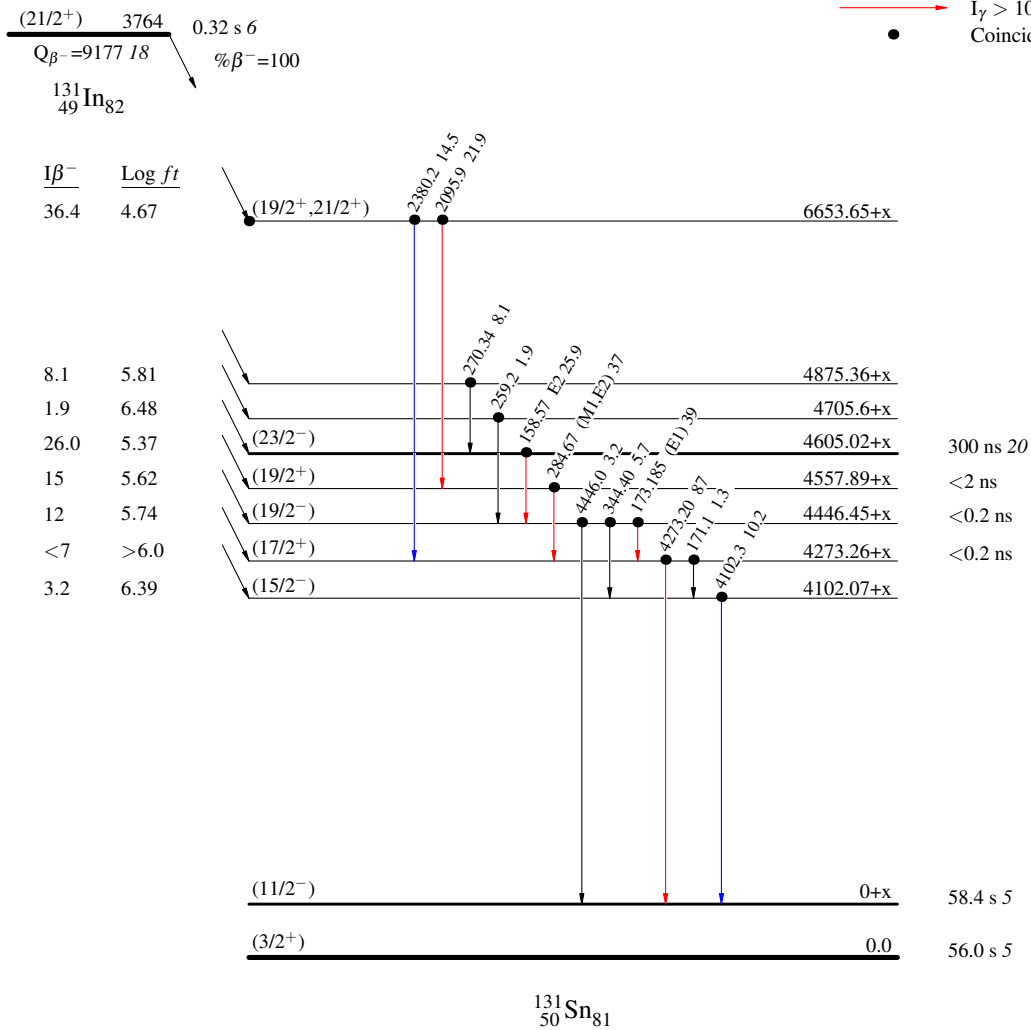 (21/2⁺) 3764 0.32 s 6
Q_β−=9177 18 %β⁻=100
¹³¹₄₉In₈₂
I_γ > 10
Coincid
Iβ⁻ Log ft
2380.2 14.5
2095.9 21.9
36.4 4.67 (19/2⁺,21/2⁺) 6653.65+x
270.34 8.1
8.1 5.81 4875.36+x
259.2 1.9
1.9 6.48 4705.6+x
158.57 E2 25.9
26.0 5.37 (23/2⁻) 4605.02+x 300 ns 20
284.67 (M1,E2) 37
15 5.62 (19/2⁺) 4557.89+x <2 ns
4446.0 3.2
344.40 5.7
173.185 (E1) 39
12 5.74 (19/2⁻) 4446.45+x <0.2 ns
4273.20 87
171.1 1.3
<7 >6.0 (17/2⁺) 4273.26+x <0.2 ns
4102.3 10.2
3.2 6.39 (15/2⁻) 4102.07+x
(11/2⁻) 0+x 58.4 s 5
(3/2⁺) 0.0 56.0 s 5
¹³¹₅₀Sn₈₁